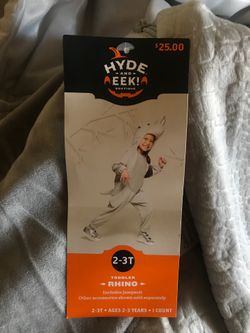 $25.00
HYDE
AND
EEK!
BOUTIQUE
2-3T
TODDLER
RHINO
Includes jumpsuit
Other accessories shown sold separately
2-3T • AGES 2-3 YEARS • 1 COUNT